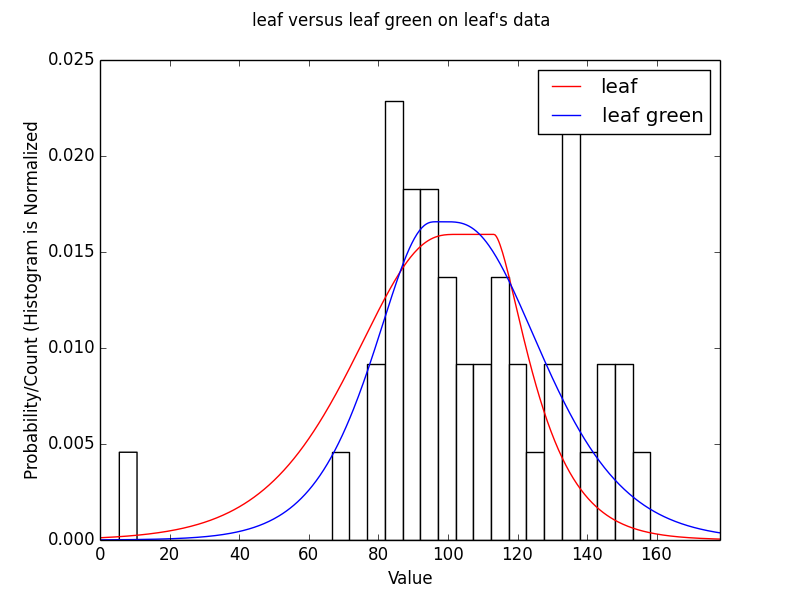 leaf versus leaf green on leaf's data
0.025
0.020
0.015
0.010
0.005
0.000
Probability/Count (Histogram is Normalized
leaf
leaf green
0 20 40 60 80 100 120 140 160
Value